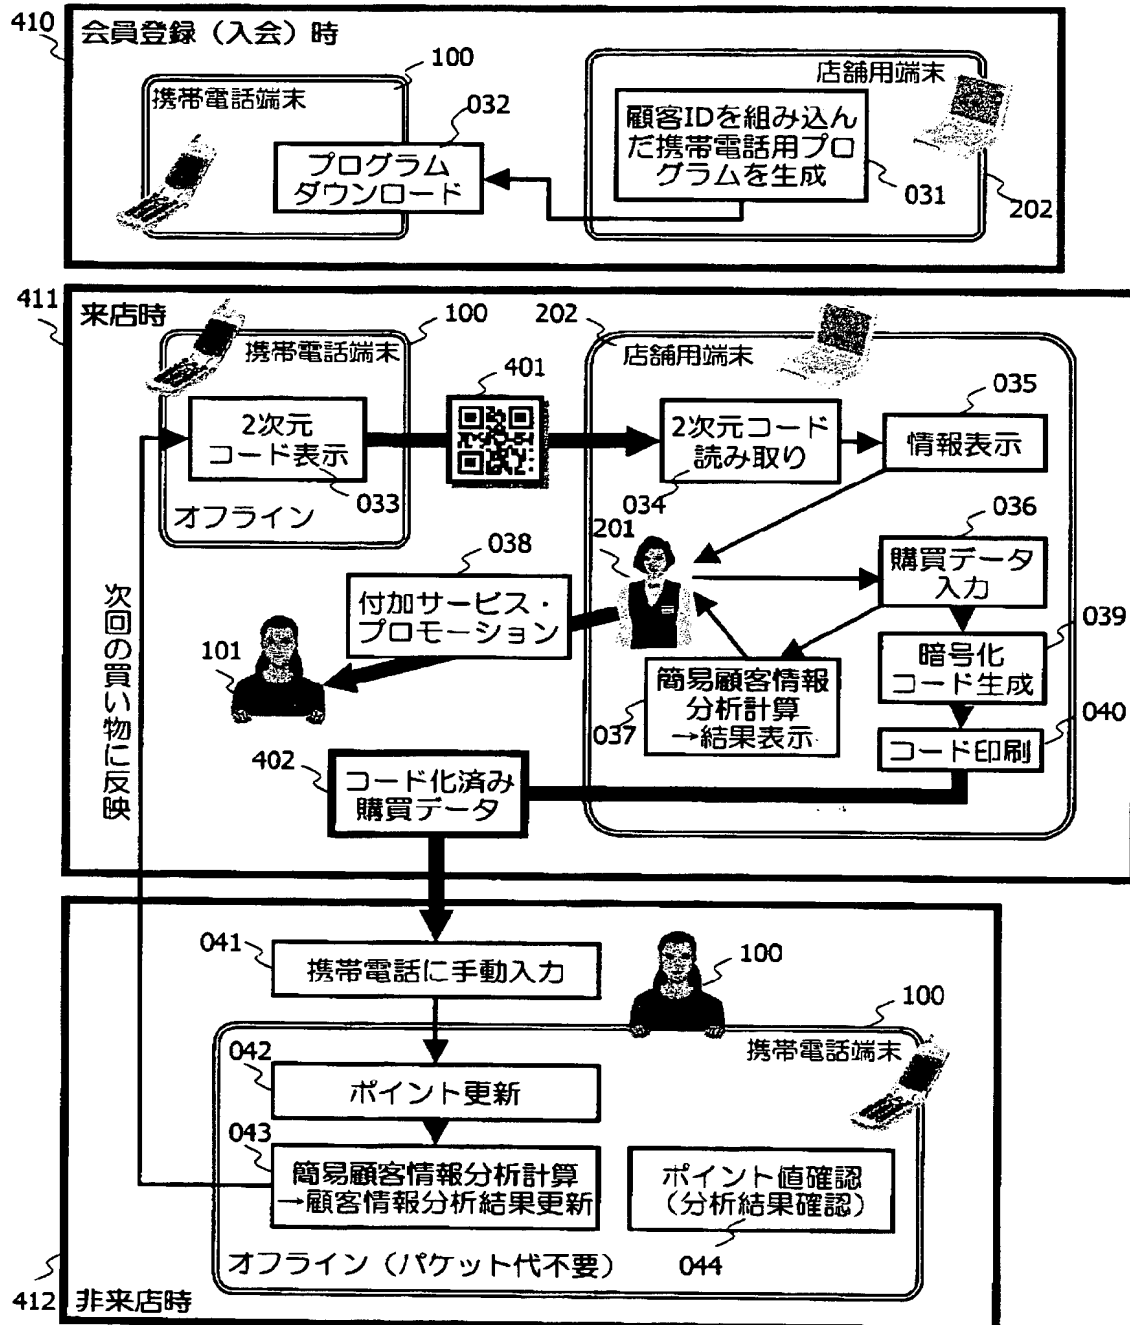 410
会員登録（入会）時
100
携帯電話端末
032
プログラム
ダウンロード
店舗用端末
顧客IDを組み込ん
だ携帯電話用プロ
グラムを生成
031
202
411
来店時
100
携帯電話端末
2次元
コード表示
033
オフライン
401
202
店舗用端末
2次元コード
読み取り
034
035
情報表示
201
036
購買データ
入力
038
付加サービス・
プロモーション
101
簡易顧客情報
分析計算
→結果表示
037
039
暗号化
コード生成
040
コード印刷
次回の買い物に反映
402
コード化済み
購買データ
041
携帯電話に手動入力
100
100
携帯電話端末
042
ポイント更新
043
簡易顧客情報分析計算
→顧客情報分析結果更新
ポイント値確認
（分析結果確認）
044
オフライン（パケット代不要）
412
非来店時